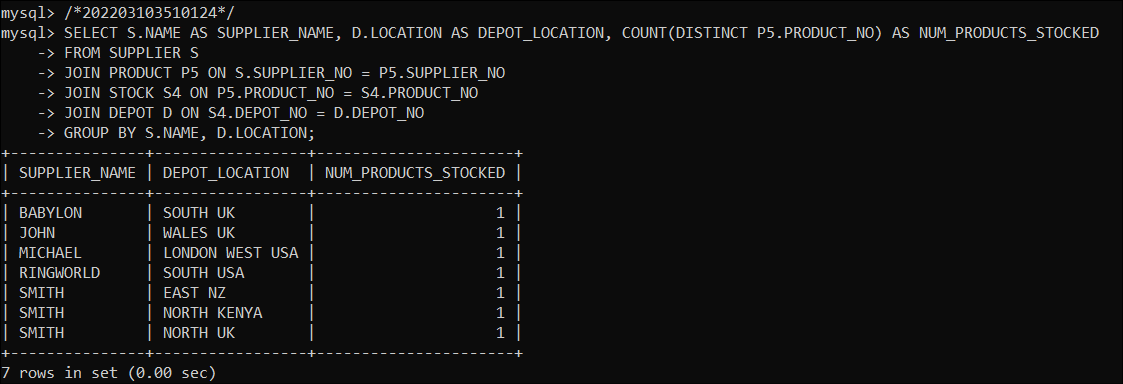 mysql> /*202203103510124*/
mysql> SELECT S.NAME AS SUPPLIER_NAME, D.LOCATION AS DEPOT_LOCATION, COUNT(DISTINCT P5.PRODUCT_NO) AS NUM_PRODUCTS_STOCKED
    -> FROM SUPPLIER S
    -> JOIN PRODUCT P5 ON S.SUPPLIER_NO = P5.SUPPLIER_NO
    -> JOIN STOCK S4 ON P5.PRODUCT_NO = S4.PRODUCT_NO
    -> JOIN DEPOT D ON S4.DEPOT_NO = D.DEPOT_NO
    -> GROUP BY S.NAME, D.LOCATION;
+---------------+-----------------+----------------------+
| SUPPLIER_NAME | DEPOT_LOCATION  | NUM_PRODUCTS_STOCKED |
+---------------+-----------------+----------------------+
| BABYLON       | SOUTH UK        |                    1 |
| JOHN          | WALES UK        |                    1 |
| MICHAEL       | LONDON WEST USA |                    1 |
| RINGWORLD     | SOUTH USA       |                    1 |
| SMITH         | EAST NZ         |                    1 |
| SMITH         | NORTH KENYA     |                    1 |
| SMITH         | NORTH UK        |                    1 |
+---------------+-----------------+----------------------+
7 rows in set (0.00 sec)